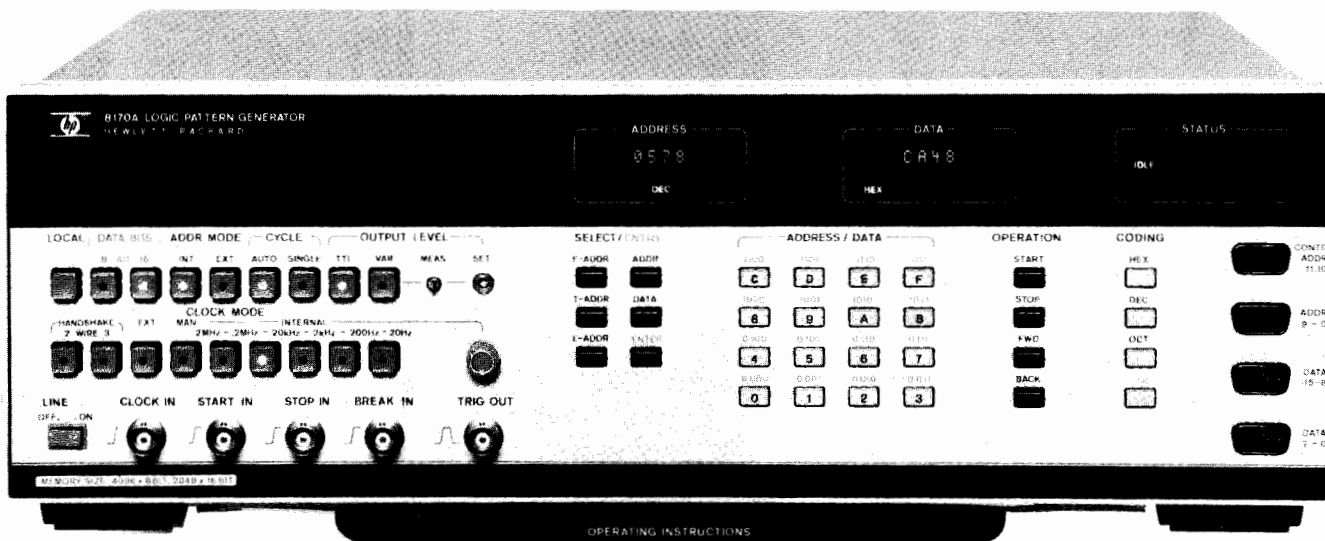 hp
8170A LOGIC PATTERN GENERATOR
HEWLETT · PACKARD
ADDRESS
0578
DEC
DATA
CA48
HEX
STATUS
IDLE
LOCAL DATA BITS ADDR MODE CYCLE OUTPUT LEVEL
8 16 INT EXT AUTO SINGLE TTL VAR MEAS SET
CLOCK MODE
HANDSHAKE EXT MAN INTERNAL
2 WIRE 3 2MHz - .2MHz - 20kHz - 2kHz - 200Hz - 20Hz
LINE
OFF ON
CLOCK IN START IN STOP IN BREAK IN TRIG OUT
SELECT/ENTRY
F-ADDR ADDR
T-ADDR DATA
ENTER
ADDRESS / DATA
C D E F
8 9 A B
4 5 6 7
0 1 2 3
OPERATION
START
STOP
FWD
BACK
CODING
HEX
DEC
OCT
DATA
DATA
MEMORY SIZE: 4096 × 8BIT, 2048 × 16 BIT
OPERATING INSTRUCTIONS